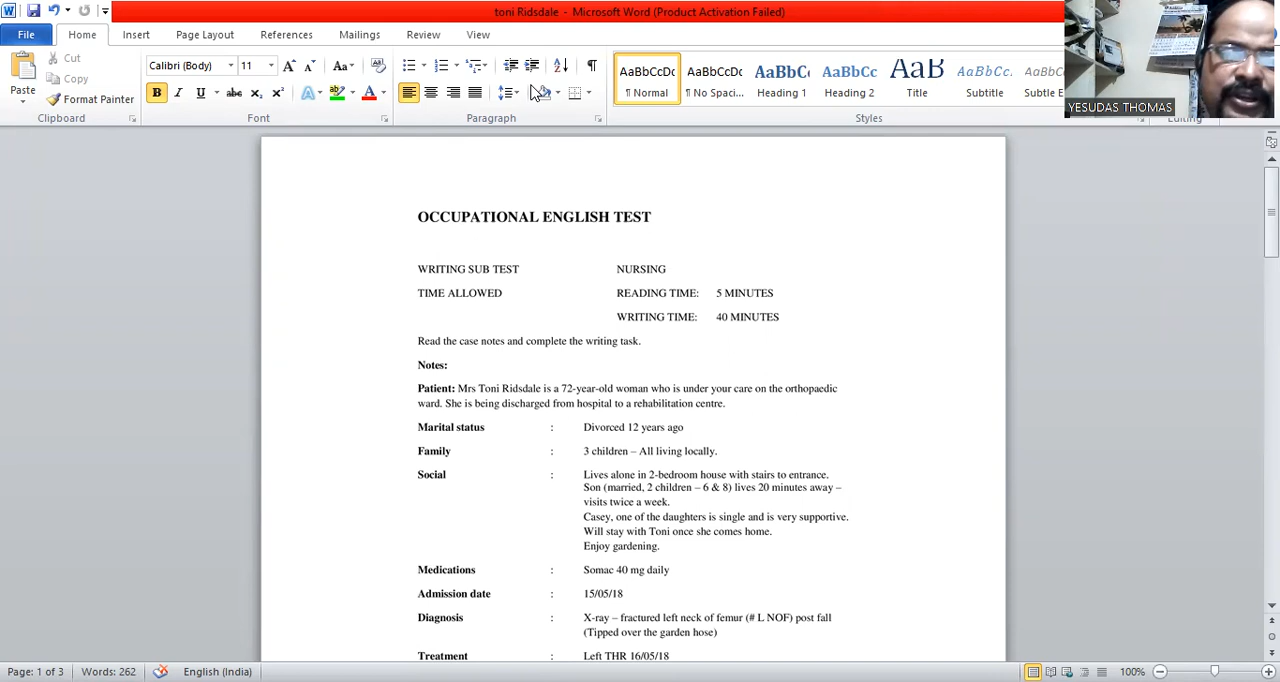 toni Ridsdale - Microsoft Word (Product Activation Failed)
File Home Insert Page Layout References Mailings Review View
Paste
Cut
Copy
Format Painter
Clipboard
Calibri (Body) 11
Font
Paragraph
AaBbCcDc AaBbCcDc AaBbC AaBbCc AaB AaBbCc. AaBbCc
¶ Normal ¶ No Spaci... Heading 1 Heading 2 Title Subtitle Subtle E
Styles
Editing
YESUDAS THOMAS
OCCUPATIONAL ENGLISH TEST
WRITING SUB TEST NURSING
TIME ALLOWED READING TIME: 5 MINUTES
WRITING TIME: 40 MINUTES
Read the case notes and complete the writing task.
Notes:
Patient: Mrs Toni Ridsdale is a 72-year-old woman who is under your care on the orthopaedic
ward. She is being discharged from hospital to a rehabilitation centre.
Marital status : Divorced 12 years ago
Family : 3 children – All living locally.
Social : Lives alone in 2-bedroom house with stairs to entrance.
Son (married, 2 children – 6 & 8) lives 20 minutes away –
visits twice a week.
Casey, one of the daughters is single and is very supportive.
Will stay with Toni once she comes home.
Enjoy gardening.
Medications : Somac 40 mg daily
Admission date : 15/05/18
Diagnosis : X-ray – fractured left neck of femur (# L NOF) post fall
(Tipped over the garden hose)
Treatment : Left THR 16/05/18
Page: 1 of 3 Words: 262 English (India) 100%